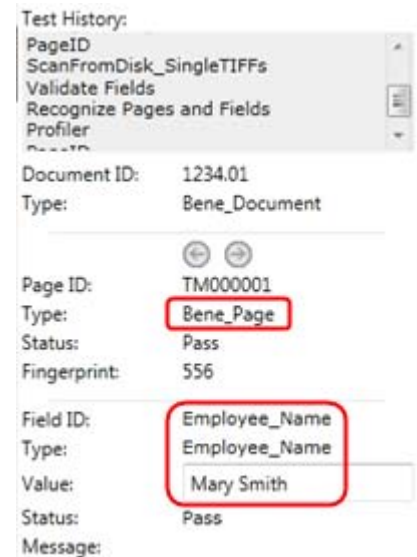 Test History:
PageID
ScanFromDisk_SingleTIFFs
Validate Fields
Recognize Pages and Fields
Profiler
PageID
Document ID: 1234.01
Type: Bene_Document
Page ID: TM000001
Type: Bene_Page
Status: Pass
Fingerprint: 556
Field ID: Employee_Name
Type: Employee_Name
Value: Mary Smith
Status: Pass
Message: